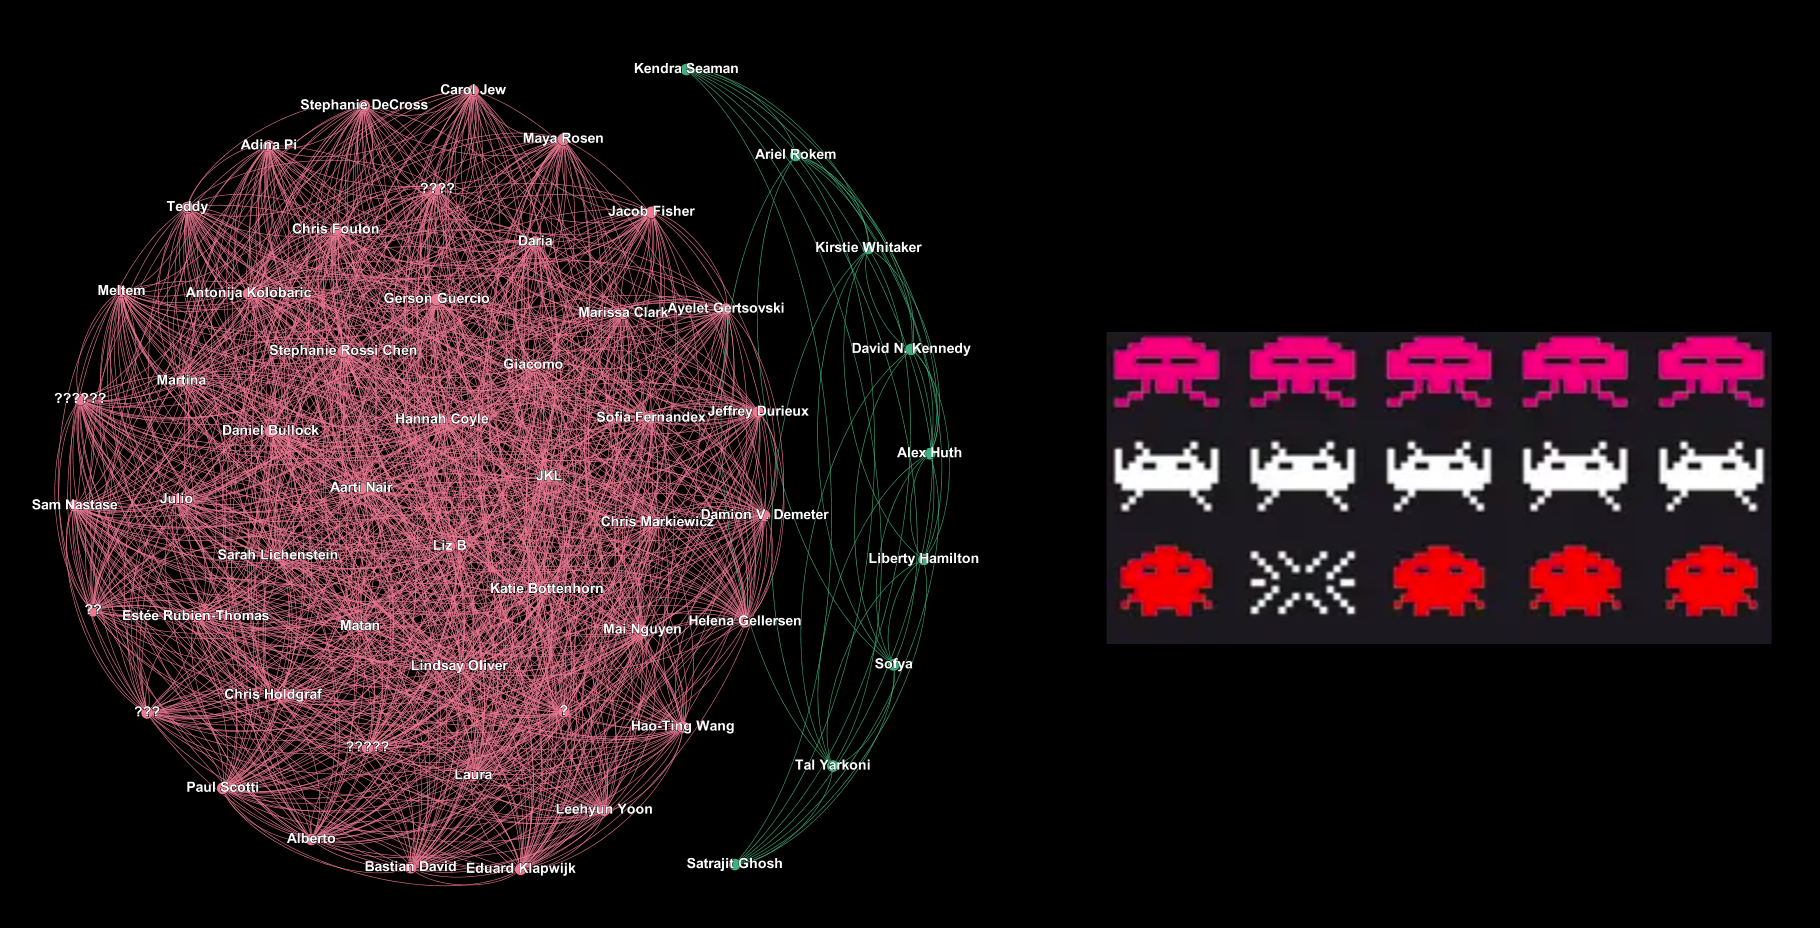 Kendra Seaman
Carol Jew
Stephanie DeCross
Maya Rosen
Adina Pi
Ariel Rokem
????
Teddy
Jacob Fisher
Chris Foulon
Daria
Kirstie Whitaker
Meltem
Antonija Kolobaric
Gerson Guercio
Marissa Clark
Ayelet Gertsovski
Stephanie Rossi Chen
David N. Kennedy
Giacomo
Martina
??????
Hannah Coyle
Sofia Fernandex
Jeffrey Durieux
Daniel Bullock
Alex Huth
JKL
Aarti Nair
Julio
Sam Nastase
Chris Markiewicz
Damion V. Demeter
Liz B
Sarah Lichenstein
Liberty Hamilton
Katie Bottenhorn
??
Estée Rubien-Thomas
Matan
Mai Nguyen
Helena Gellersen
Lindsay Oliver
Sofya
Chris Holdgraf
???
?
Hao-Ting Wang
?????
Laura
Tal Yarkoni
Paul Scotti
Leehyun Yoon
Alberto
Bastian David
Eduard Klapwijk
Satrajit Ghosh